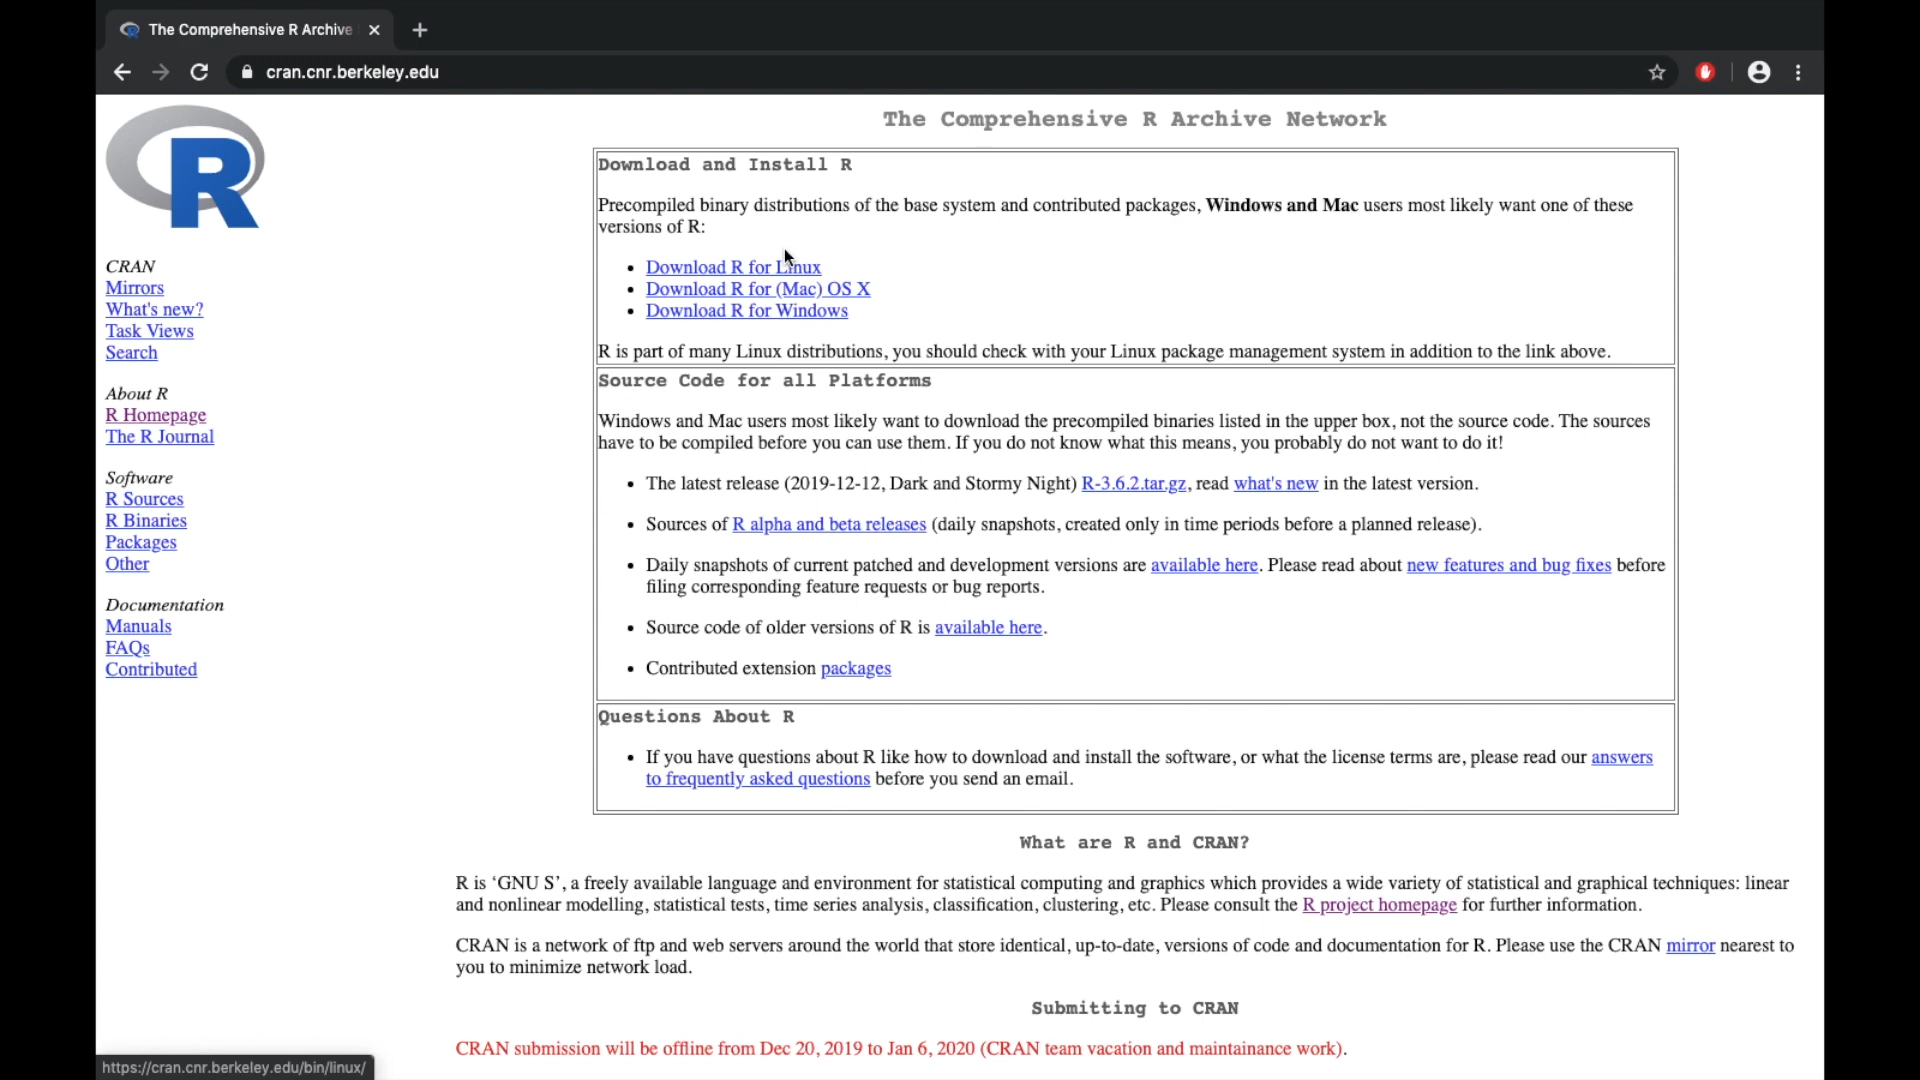 The Comprehensive R Archive
cran.cnr.berkeley.edu
R
CRAN
Mirrors
What's new?
Task Views
Search
About R
R Homepage
The R Journal
Software
R Sources
R Binaries
Packages
Other
Documentation
Manuals
FAQs
Contributed
The Comprehensive R Archive Network
Download and Install R
Precompiled binary distributions of the base system and contributed packages, Windows and Mac users most likely want one of these
versions of R:
• Download R for Linux
• Download R for (Mac) OS X
• Download R for Windows
R is part of many Linux distributions, you should check with your Linux package management system in addition to the link above.
Source Code for all Platforms
Windows and Mac users most likely want to download the precompiled binaries listed in the upper box, not the source code. The sources
have to be compiled before you can use them. If you do not know what this means, you probably do not want to do it!
• The latest release (2019-12-12, Dark and Stormy Night) R-3.6.2.tar.gz, read what's new in the latest version.
• Sources of R alpha and beta releases (daily snapshots, created only in time periods before a planned release).
• Daily snapshots of current patched and development versions are available here. Please read about new features and bug fixes before
filing corresponding feature requests or bug reports.
• Source code of older versions of R is available here.
• Contributed extension packages
Questions About R
• If you have questions about R like how to download and install the software, or what the license terms are, please read our answers
to frequently asked questions before you send an email.
What are R and CRAN?
R is ‘GNU S’, a freely available language and environment for statistical computing and graphics which provides a wide variety of statistical and graphical techniques: linear
and nonlinear modelling, statistical tests, time series analysis, classification, clustering, etc. Please consult the R project homepage for further information.
CRAN is a network of ftp and web servers around the world that store identical, up-to-date, versions of code and documentation for R. Please use the CRAN mirror nearest to
you to minimize network load.
Submitting to CRAN
CRAN submission will be offline from Dec 20, 2019 to Jan 6, 2020 (CRAN team vacation and maintainance work).
https://cran.cnr.berkeley.edu/bin/linux/